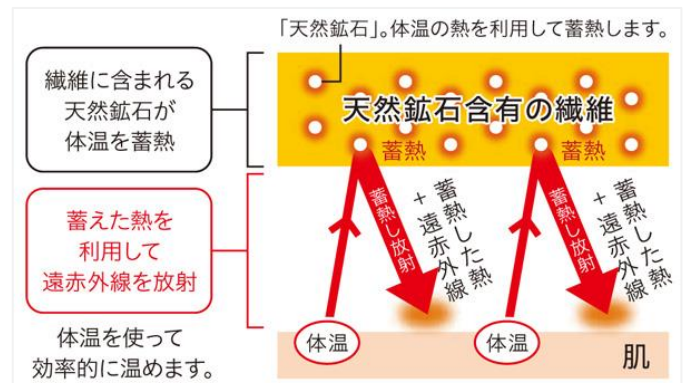 「天然鉱石」。体温の熱を利用して蓄熱します。
繊維に含まれる
天然鉱石が
体温を蓄熱
天然鉱石含有の繊維
蓄熱
蓄熱
蓄えた熱を
利用して
遠赤外線を放射
蓄熱し放射
蓄熱した熱
+遠赤外線
蓄熱し放射
蓄熱した熱
+遠赤外線
体温を使って
効率的に温めます。
体温
体温
肌